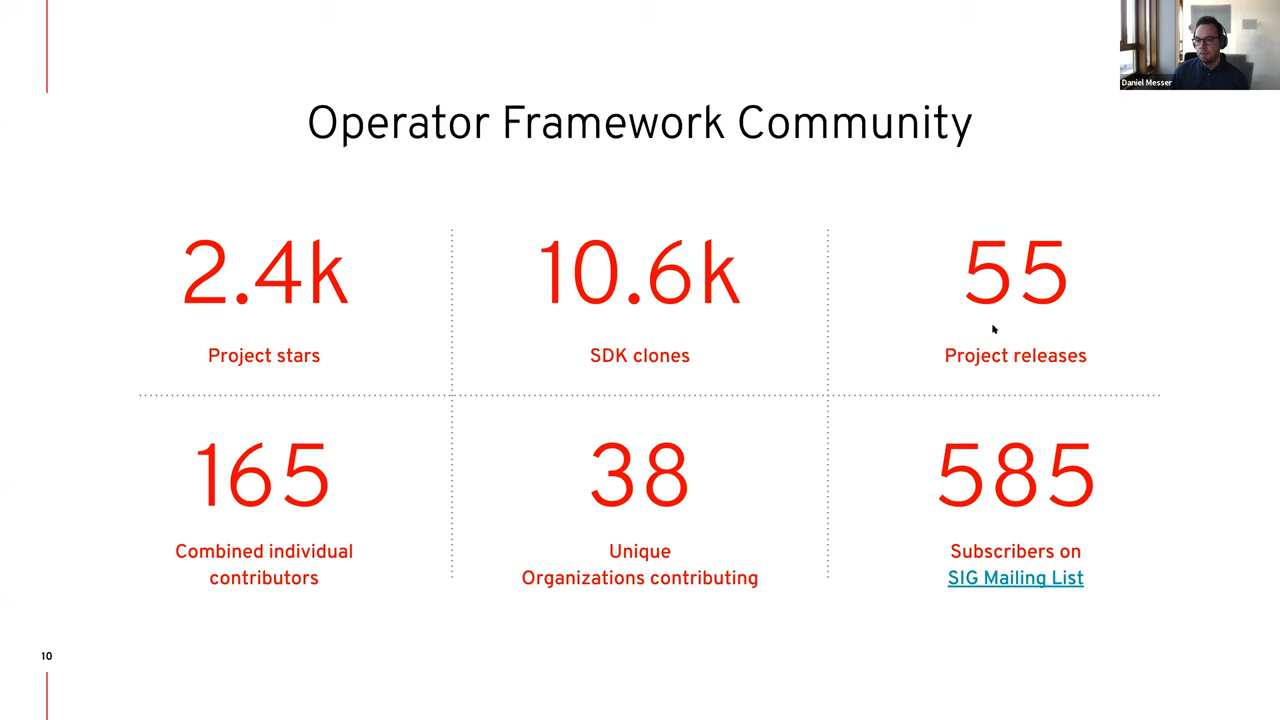 Daniel Messer
Operator Framework Community
2.4k
Project stars
10.6k
SDK clones
55
Project releases
165
Combined individual
contributors
38
Unique
Organizations contributing
585
Subscribers on
SIG Mailing List
10